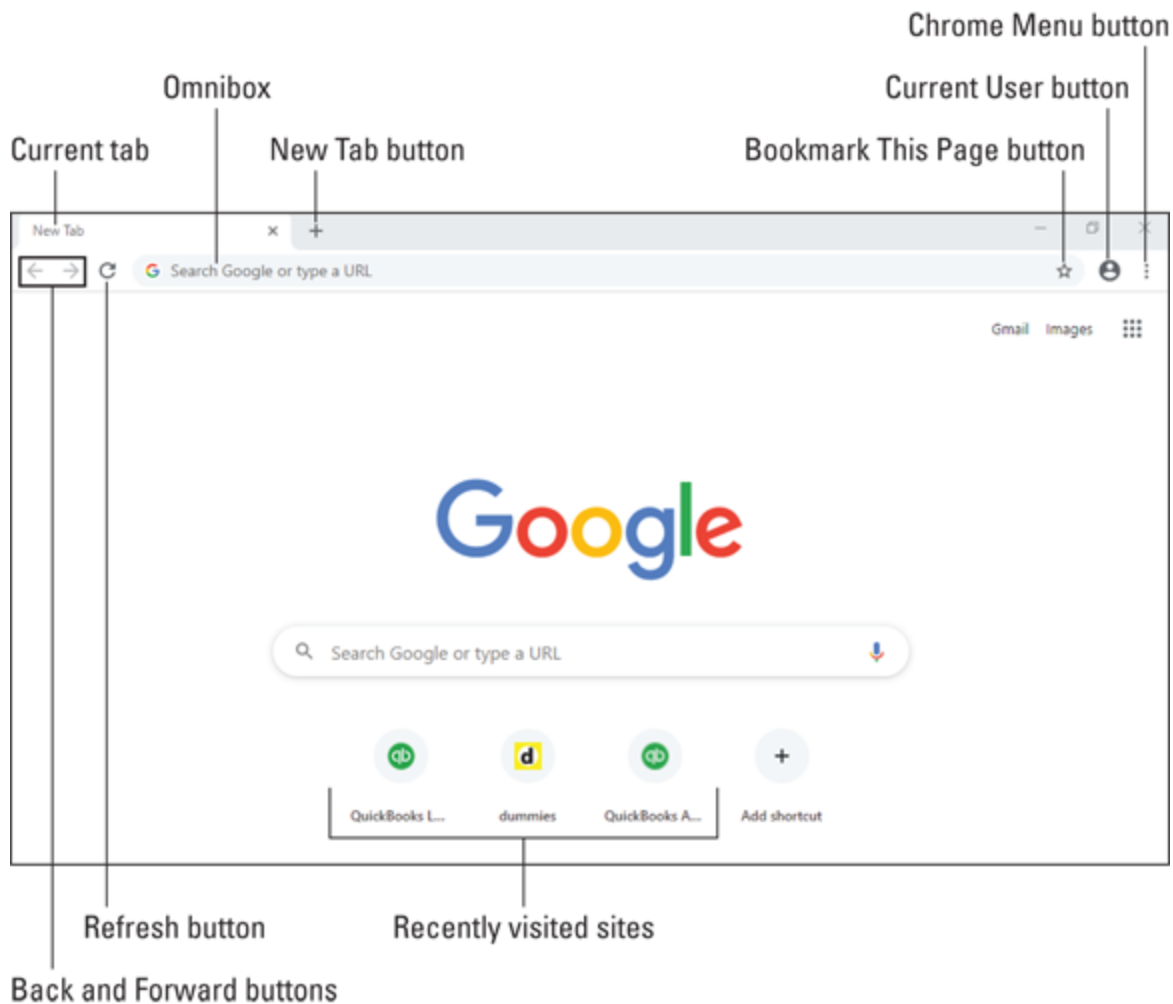 Chrome Menu button
Omnibox
Current User button
Current tab
New Tab button
Bookmark This Page button
New Tab
Search Google or type a URL
Gmail Images
Google
Search Google or type a URL
qb
d
qb
QuickBooks L...
dummies
QuickBooks A...
Add shortcut
Refresh button
Recently visited sites
Back and Forward buttons